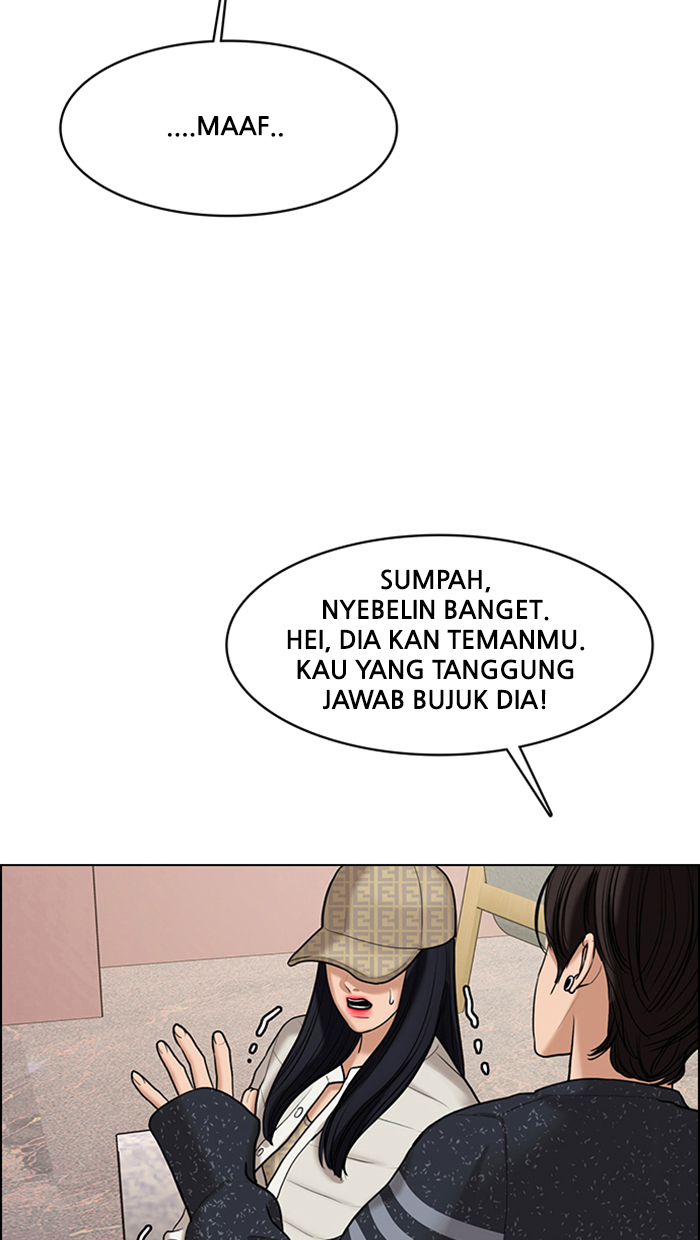 ....MAAF..
SUMPAH,
NYEBELIN BANGET.
HEI, DIA KAN TEMANMU.
KAU YANG TANGGUNG
JAWAB BUJUK DIA!